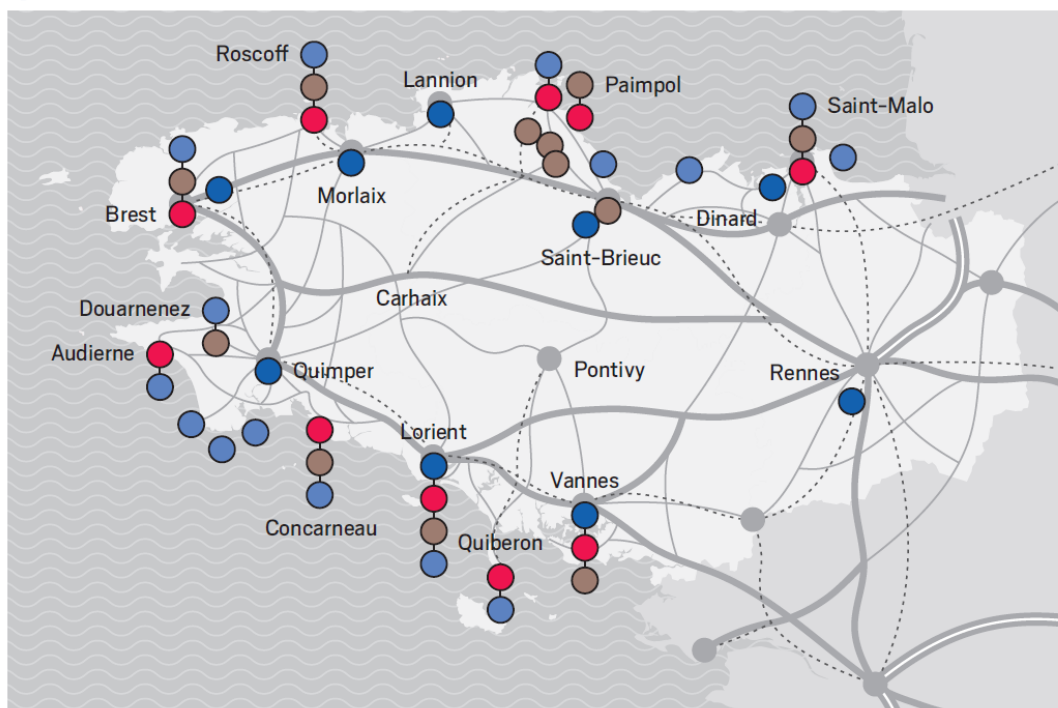 Roscoff
Lannion
Paimpol
Saint-Malo
Brest
Morlaix
Dinard
Saint-Brieuc
Douarnenez
Carhaix
Audierne
Quimper
Pontivy
Rennes
Lorient
Vannes
Concarneau
Quiberon